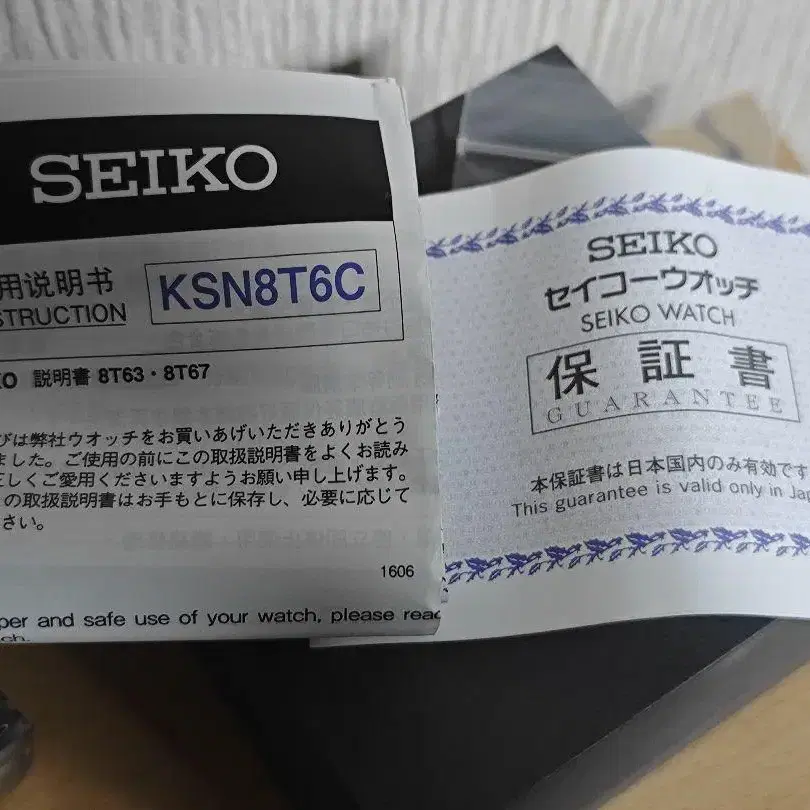 SEIKO
用说明书
KSN8T6C
STRUCTION
説明書 8T63・8T67
は弊社ウオッチをお買いあげいただきありがとう
ました。ご使用の前にこの取扱説明書をよくお読み
しくご愛用くださいますようお願い申し上げます。
の取扱説明書はお手もとに保存し、必要に応じて
さい。
1606
per and safe use of your watch, please read
SEIKO
セイコーウオッチ
SEIKO WATCH
保証書
GUARANTEE
本保証書は日本国内のみ有効です
This guarantee is valid only in Jap